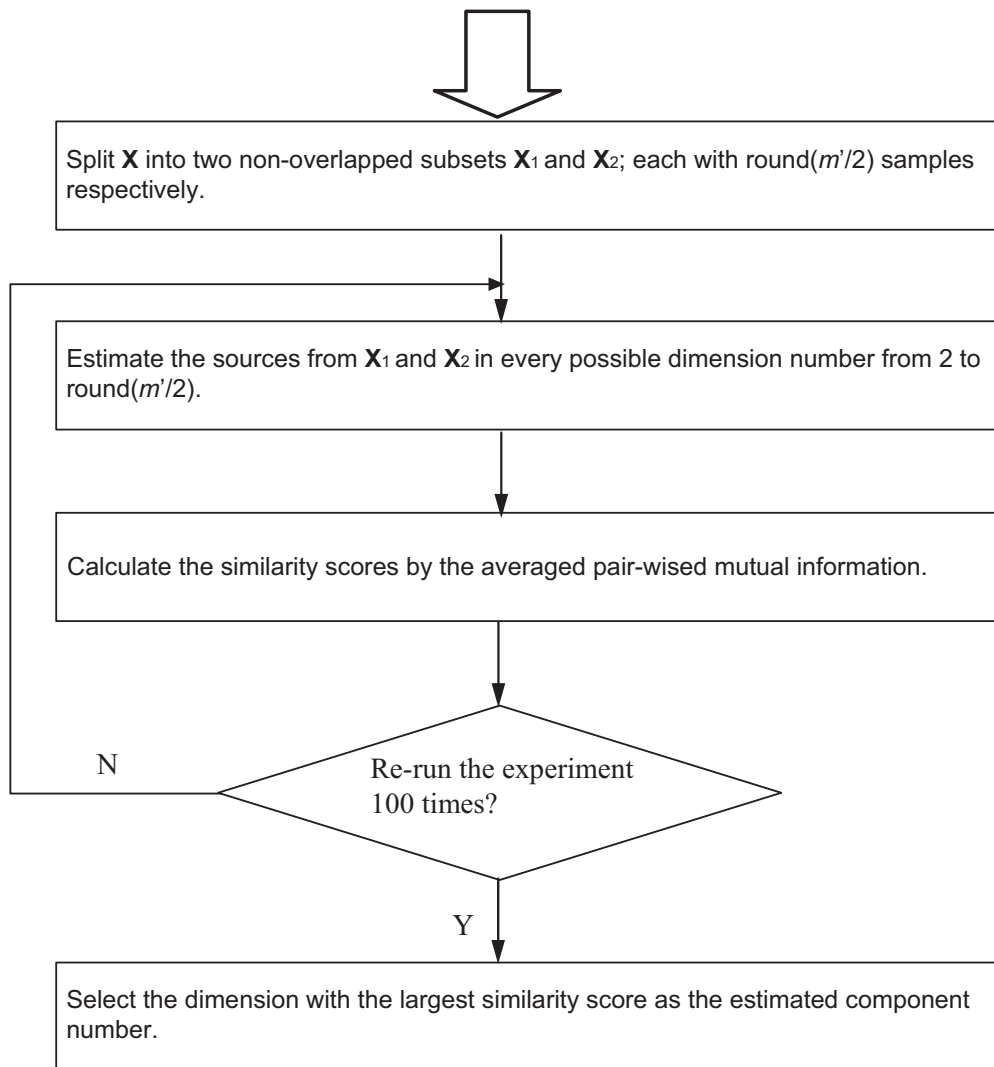 Split X into two non-overlapped subsets X1 and X2; each with round(m'/2) samples
respectively.
Estimate the sources from X1 and X2 in every possible dimension number from 2 to
round(m'/2).
Calculate the similarity scores by the averaged pair-wised mutual information.
N
Re-run the experiment
100 times?
Y
Select the dimension with the largest similarity score as the estimated component
number.